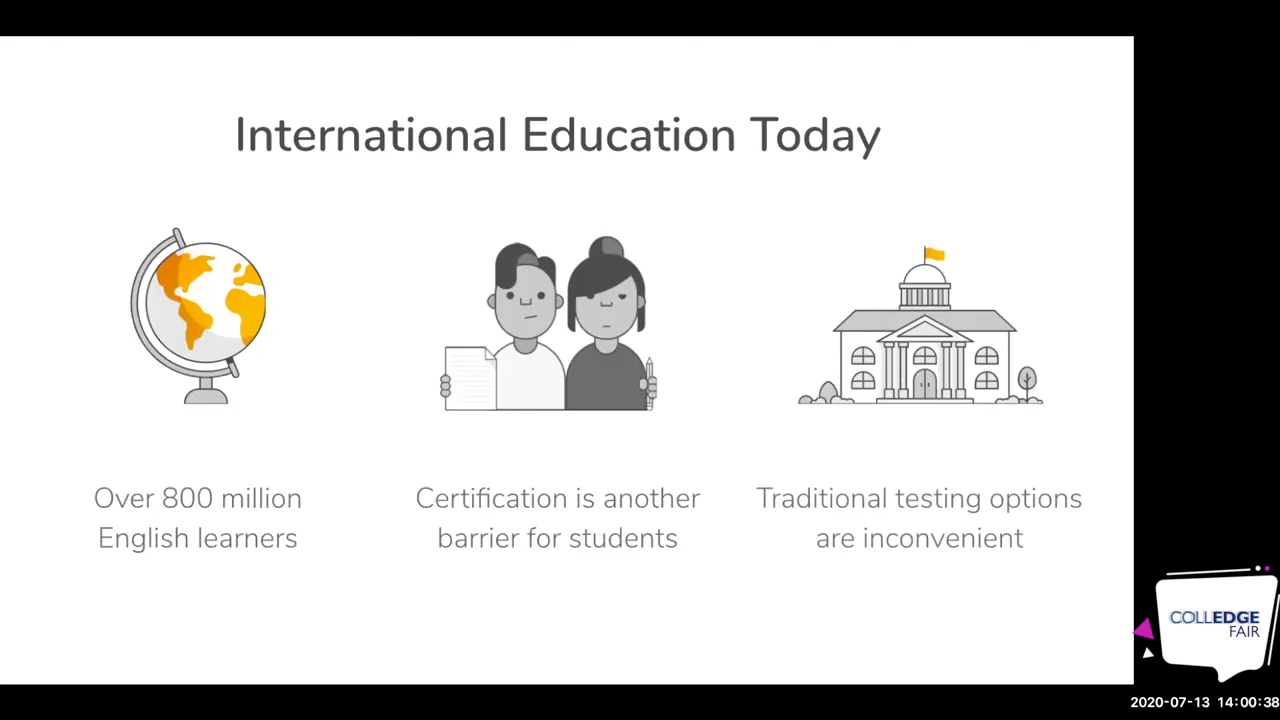 International Education Today
Over 800 million
English learners
Certification is another
barrier for students
Traditional testing options
are inconvenient
COLLEDGE
FAIR
2020-07-13 14:00:38